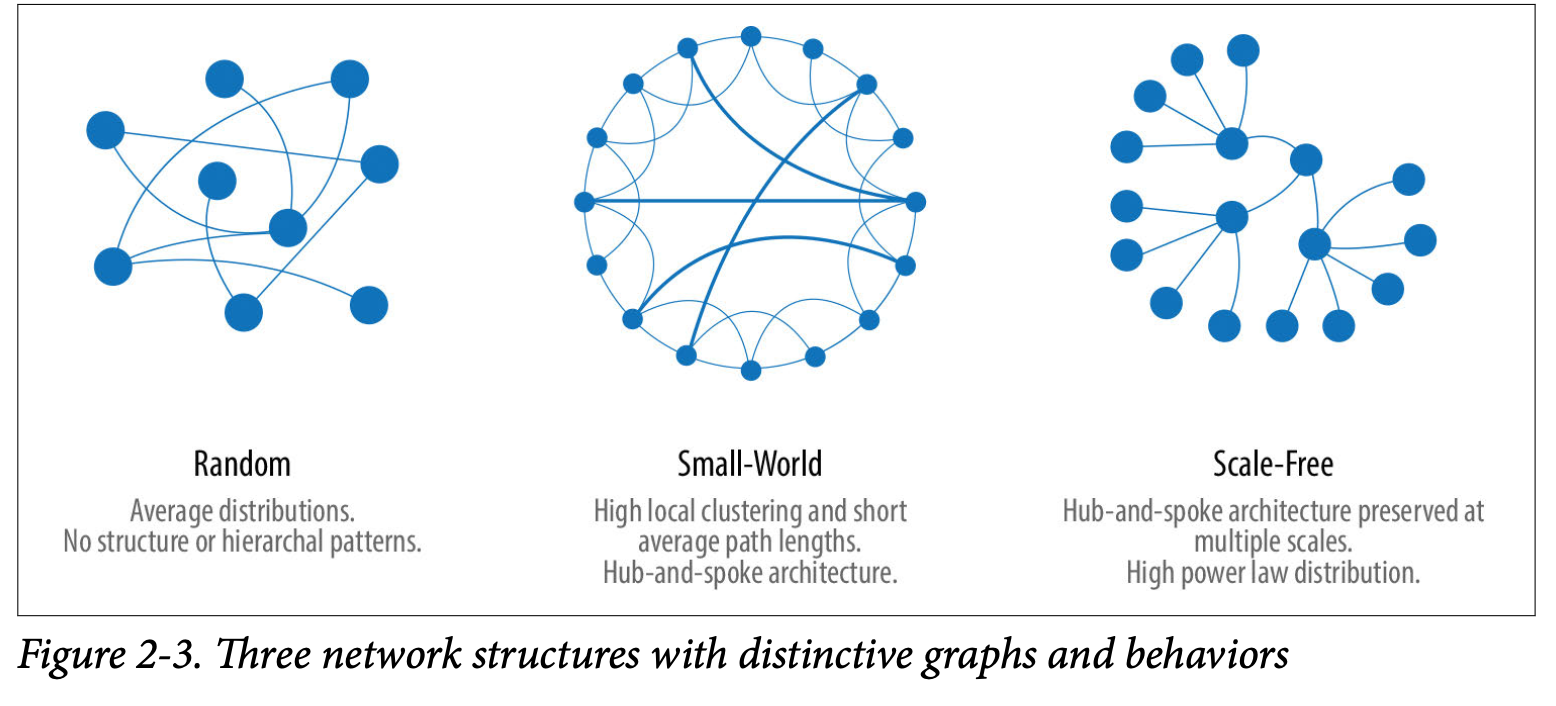 Random
Average distributions.
No structure or hierarchal patterns.
Small-World
High local clustering and short
average path lengths.
Hub-and-spoke architecture.
Scale-Free
Hub-and-spoke architecture preserved at
multiple scales.
High power law distribution.
Figure 2-3. Three network structures with distinctive graphs and behaviors